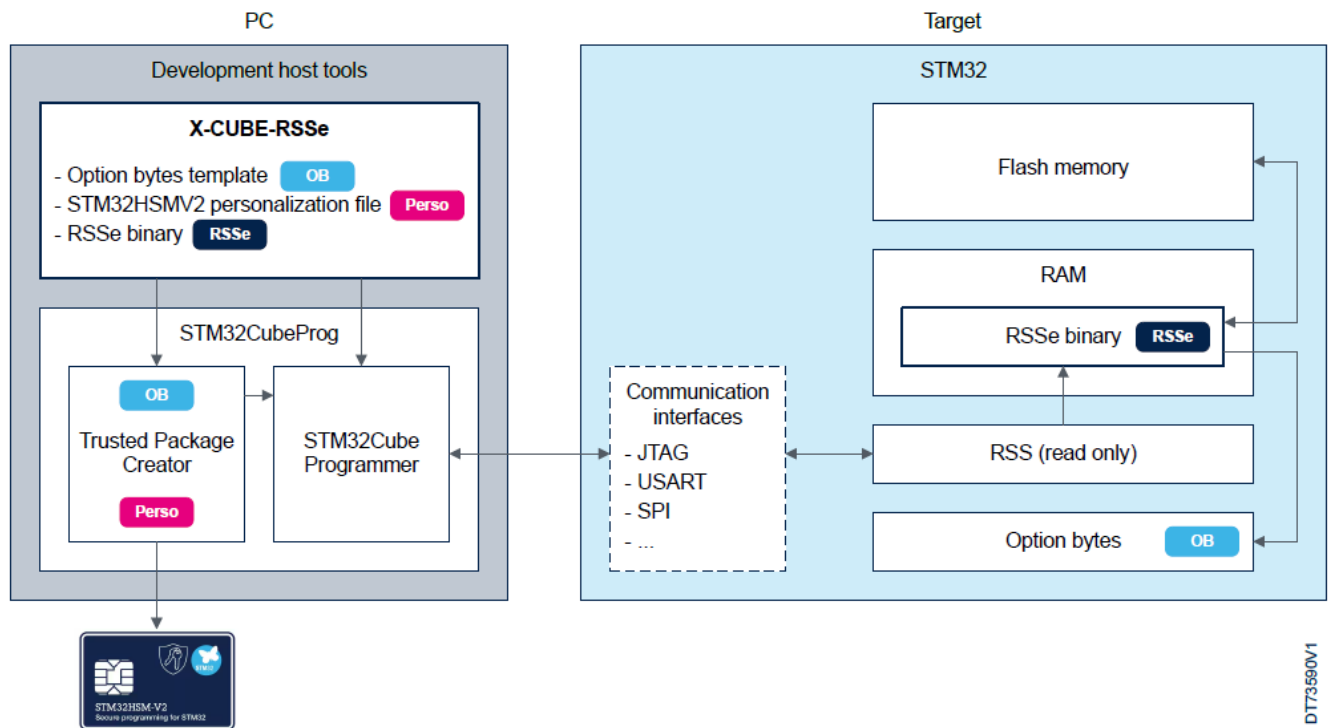 PC
Development host tools
X-CUBE-RSSe
- Option bytes template OB
- STM32HSMV2 personalization file Perso
- RSSe binary RSSe
STM32CubeProg
OB
Trusted Package
Creator
Perso
STM32Cube
Programmer
STM32
STM32HSM-V2
Secure programming for STM32
Target
STM32
Flash memory
RAM
RSSe binary RSSe
Communication
interfaces
- JTAG
- USART
- SPI
- ...
RSS (read only)
Option bytes OB
DT73590V1